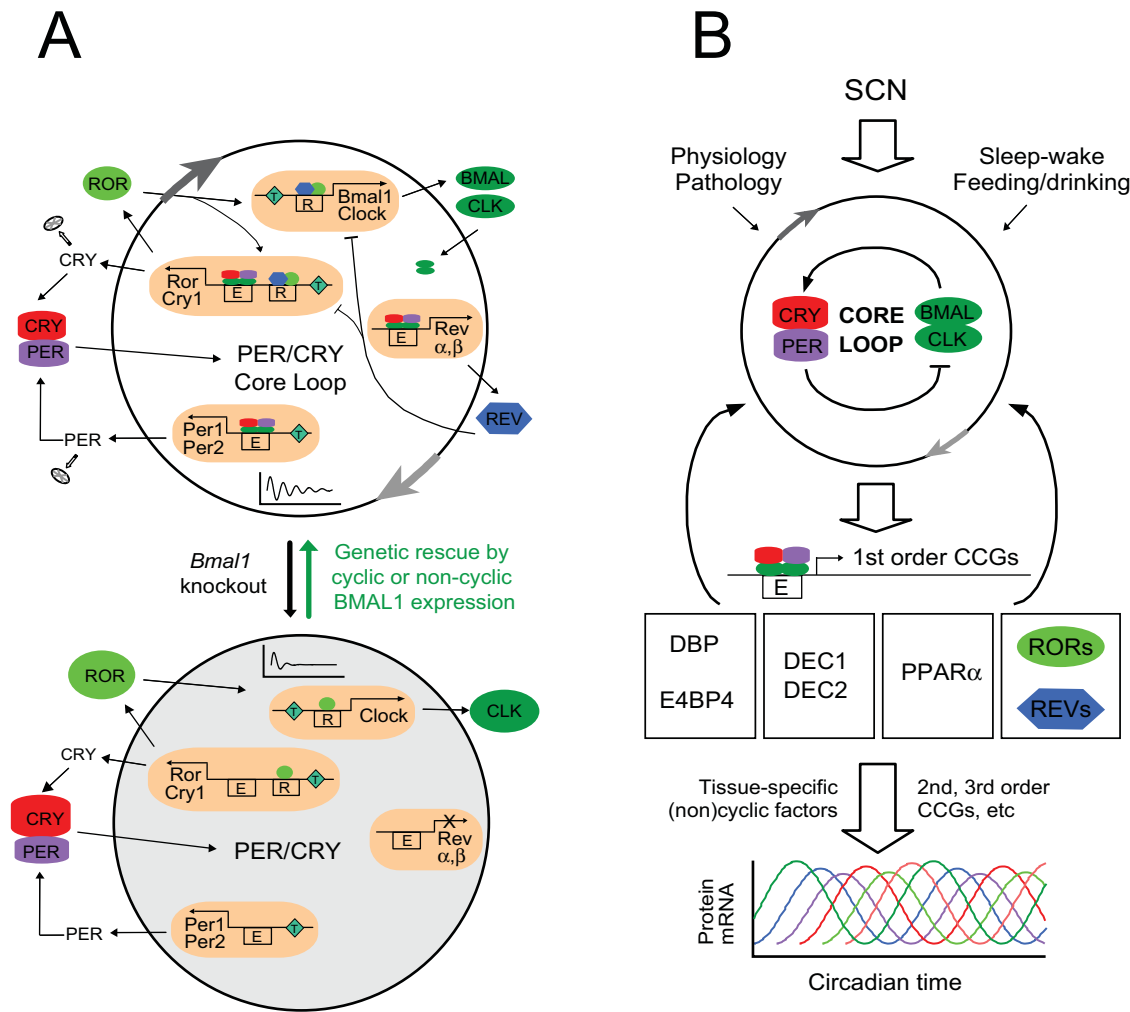 A
ROR
T
R
Bmal1
Clock
BMAL
CLK
CRY
Ror
Cry1
E
R
T
CRY
PER
PER/CRY
Core Loop
E
Rev
α,β
REV
Per1
Per2
E
T
PER
Bmal1
knockout
Genetic rescue by
cyclic or non-cyclic
BMAL1 expression
ROR
T
R
Clock
CLK
CRY
Ror
Cry1
E
R
T
CRY
PER
PER/CRY
E
X
Rev
α,β
Per1
Per2
E
T
PER
B
SCN
Physiology
Pathology
Sleep-wake
Feeding/drinking
CRY
PER
CORE
LOOP
BMAL
CLK
E
1st order CCGs
DBP
E4BP4
DEC1
DEC2
PPARα
RORs
REVs
Tissue-specific
(non)cyclic factors
2nd, 3rd order
CCGs, etc
Protein
mRNA
Circadian time